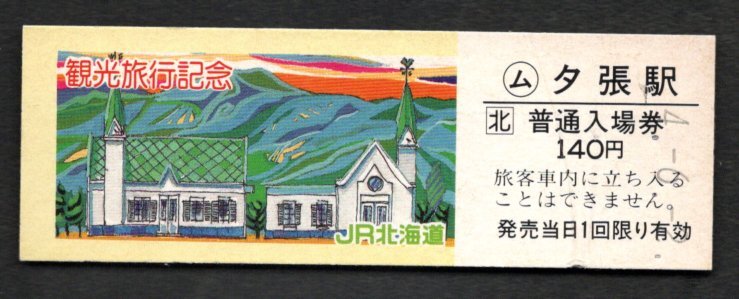 観光旅行記念
JR北海道
ム 夕張駅
北 普通入場券
140円
旅客車内に立ち入る
ことはできません。
発売当日1回限り有効